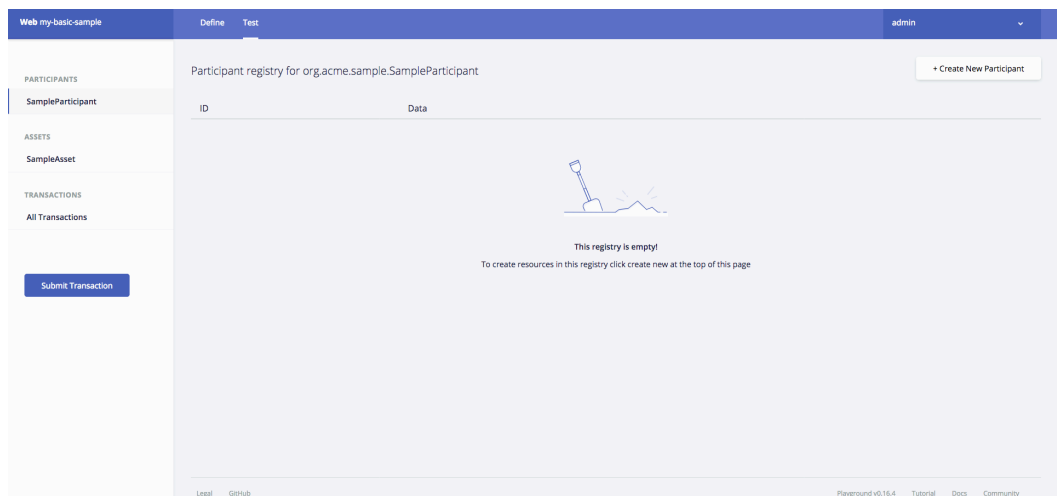 Web my-basic-sample
Define Test
admin
PARTICIPANTS
SampleParticipant
ASSETS
SampleAsset
TRANSACTIONS
All Transactions
Submit Transaction
Participant registry for org.acme.sample.SampleParticipant
+ Create New Participant
ID Data
This registry is empty!
To create resources in this registry click create new at the top of this page
Legal GitHub
Playground v0.16.4 Tutorial Docs Community